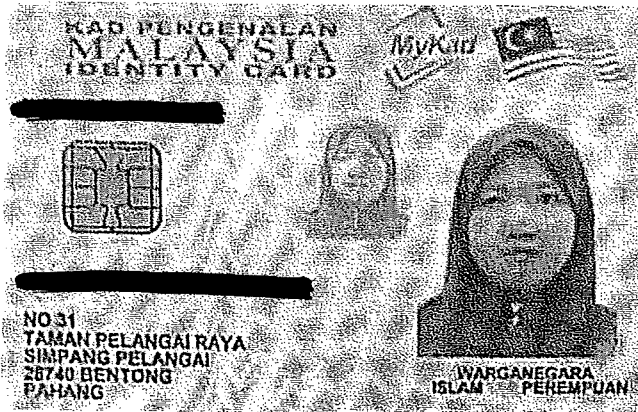 KAD PENGENALAN
MALAYSIA
IDENTITY CARD
MyKad
NO 31
TAMAN PELANGAI RAYA
SIMPANG PELANGAI
28740 BENTONG
PAHANG
WARGANEGARA
ISLAM PEREMPUAN